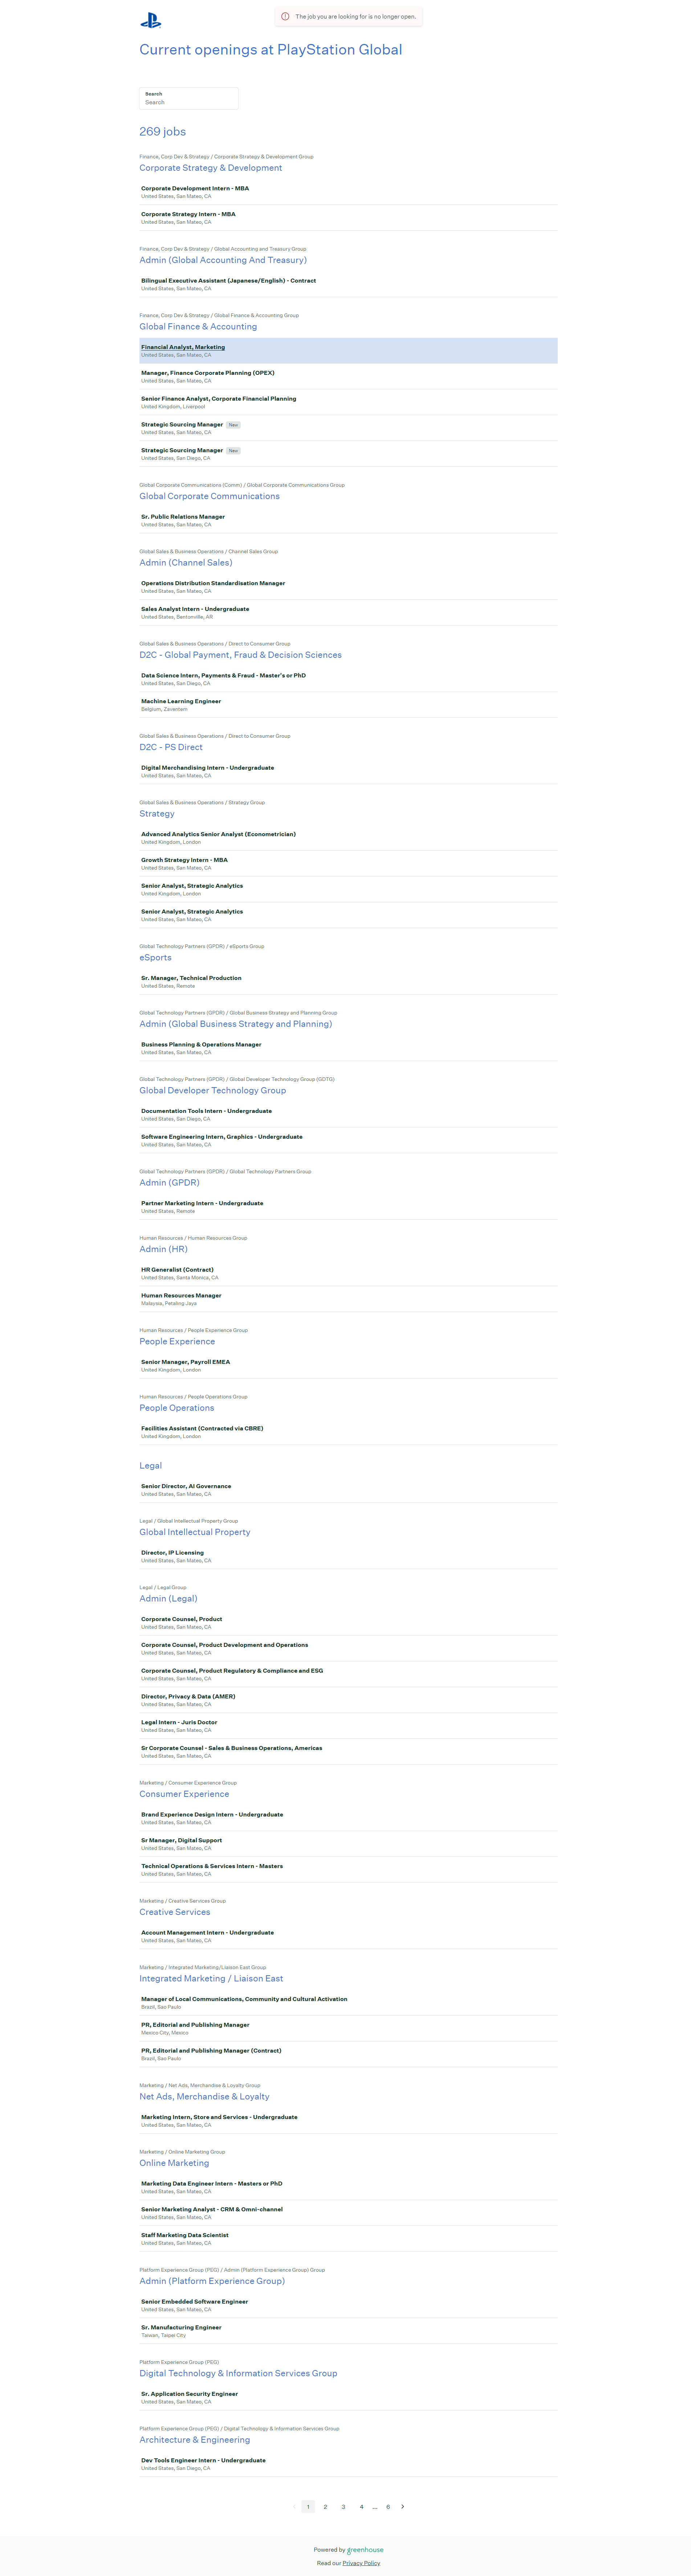 The job you are looking for is no longer open.
Current openings at PlayStation Global
Search
Search
269 jobs
Finance, Corp Dev & Strategy / Corporate Strategy & Development Group
Corporate Strategy & Development
Corporate Development Intern - MBA
United States, San Mateo, CA
Corporate Strategy Intern - MBA
United States, San Mateo, CA
Finance, Corp Dev & Strategy / Global Accounting and Treasury Group
Admin (Global Accounting And Treasury)
Bilingual Executive Assistant (Japanese/English) - Contract
United States, San Mateo, CA
Finance, Corp Dev & Strategy / Global Finance & Accounting Group
Global Finance & Accounting
Financial Analyst, Marketing
United States, San Mateo, CA
Manager, Finance Corporate Planning (OPEX)
United States, San Mateo, CA
Senior Finance Analyst, Corporate Financial Planning
United Kingdom, Liverpool
Strategic Sourcing Manager New
United States, San Mateo, CA
Strategic Sourcing Manager New
United States, San Diego, CA
Global Corporate Communications (Comm) / Global Corporate Communications Group
Global Corporate Communications
Sr. Public Relations Manager
United States, San Mateo, CA
Global Sales & Business Operations / Channel Sales Group
Admin (Channel Sales)
Operations Distribution Standardisation Manager
United States, San Mateo, CA
Sales Analyst Intern - Undergraduate
United States, Bentonville, AR
Global Sales & Business Operations / Direct to Consumer Group
D2C - Global Payment, Fraud & Decision Sciences
Data Science Intern, Payments & Fraud - Master's or PhD
United States, San Diego, CA
Machine Learning Engineer
Belgium, Zaventem
Global Sales & Business Operations / Direct to Consumer Group
D2C - PS Direct
Digital Merchandising Intern - Undergraduate
United States, San Mateo, CA
Global Sales & Business Operations / Strategy Group
Strategy
Advanced Analytics Senior Analyst (Econometrician)
United Kingdom, London
Growth Strategy Intern - MBA
United States, San Mateo, CA
Senior Analyst, Strategic Analytics
United Kingdom, London
Senior Analyst, Strategic Analytics
United States, San Mateo, CA
Global Technology Partners (GPDR) / eSports Group
eSports
Sr. Manager, Technical Production
United States, Remote
Global Technology Partners (GPDR) / Global Business Strategy and Planning Group
Admin (Global Business Strategy and Planning)
Business Planning & Operations Manager
United States, San Mateo, CA
Global Technology Partners (GPDR) / Global Developer Technology Group (GDTG)
Global Developer Technology Group
Documentation Tools Intern - Undergraduate
United States, San Diego, CA
Software Engineering Intern, Graphics - Undergraduate
United States, San Mateo, CA
Global Technology Partners (GPDR) / Global Technology Partners Group
Admin (GPDR)
Partner Marketing Intern - Undergraduate
United States, Remote
Human Resources / Human Resources Group
Admin (HR)
HR Generalist (Contract)
United States, Santa Monica, CA
Human Resources Manager
Malaysia, Petaling Jaya
Human Resources / People Experience Group
People Experience
Senior Manager, Payroll EMEA
United Kingdom, London
Human Resources / People Operations Group
People Operations
Facilities Assistant (Contracted via CBRE)
United Kingdom, London
Legal
Senior Director, AI Governance
United States, San Mateo, CA
Legal / Global Intellectual Property Group
Global Intellectual Property
Director, IP Licensing
United States, San Mateo, CA
Legal / Legal Group
Admin (Legal)
Corporate Counsel, Product
United States, San Mateo, CA
Corporate Counsel, Product Development and Operations
United States, San Mateo, CA
Corporate Counsel, Product Regulatory & Compliance and ESG
United States, San Mateo, CA
Director, Privacy & Data (AMER)
United States, San Mateo, CA
Legal Intern - Juris Doctor
United States, San Mateo, CA
Sr Corporate Counsel - Sales & Business Operations, Americas
United States, San Mateo, CA
Marketing / Consumer Experience Group
Consumer Experience
Brand Experience Design Intern - Undergraduate
United States, San Mateo, CA
Sr Manager, Digital Support
United States, San Mateo, CA
Technical Operations & Services Intern - Masters
United States, San Mateo, CA
Marketing / Creative Services Group
Creative Services
Account Management Intern - Undergraduate
United States, San Mateo, CA
Marketing / Integrated Marketing/Liaison East Group
Integrated Marketing / Liaison East
Manager of Local Communications, Community and Cultural Activation
Brazil, Sao Paulo
PR, Editorial and Publishing Manager
Mexico City, Mexico
PR, Editorial and Publishing Manager (Contract)
Brazil, Sao Paulo
Marketing / Net Ads, Merchandise & Loyalty Group
Net Ads, Merchandise & Loyalty
Marketing Intern, Store and Services - Undergraduate
United States, San Mateo, CA
Marketing / Online Marketing Group
Online Marketing
Marketing Data Engineer Intern - Masters or PhD
United States, San Mateo, CA
Senior Marketing Analyst - CRM & Omni-channel
United States, San Mateo, CA
Staff Marketing Data Scientist
United States, San Mateo, CA
Platform Experience Group (PEG) / Admin (Platform Experience Group) Group
Admin (Platform Experience Group)
Senior Embedded Software Engineer
United States, San Mateo, CA
Sr. Manufacturing Engineer
Taiwan, Taipei City
Platform Experience Group (PEG)
Digital Technology & Information Services Group
Sr. Application Security Engineer
United States, San Mateo, CA
Platform Experience Group (PEG) / Digital Technology & Information Services Group
Architecture & Engineering
Dev Tools Engineer Intern - Undergraduate
United States, San Diego, CA
1 2 3 4 ... 6
Powered by greenhouse
Read our Privacy Policy